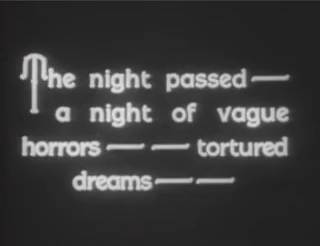 The night passed—
a night of vague
horrors— —tortured
dreams— —